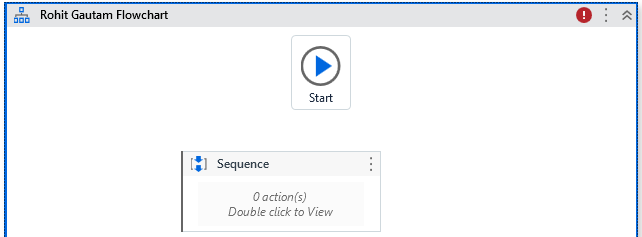 Rohit Gautam Flowchart
Start
Sequence
0 action(s)
Double click to View